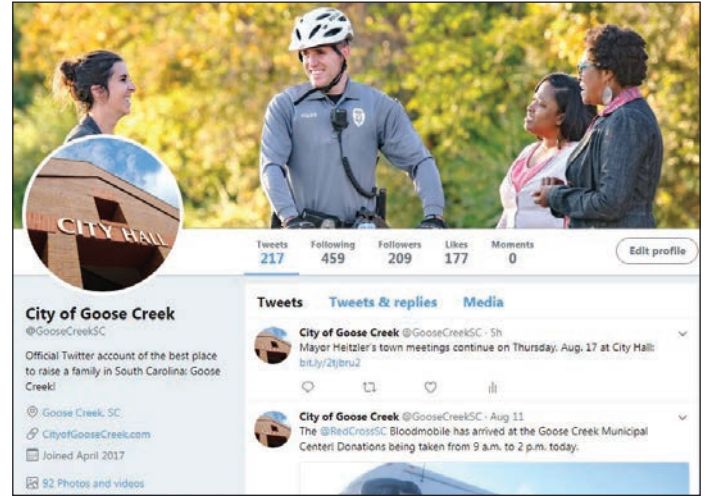 POLICE
CITY HALL
Tweets Following Followers Likes Moments
217 459 209 177 0
Edit profile
City of Goose Creek
@GooseCreekSC
Official Twitter account of the best place
to raise a family in South Carolina: Goose
Creek!
Goose Creek, SC
CityofGooseCreek.com
Joined April 2017
92 Photos and videos
Tweets Tweets & replies Media
City of Goose Creek @GooseCreekSC · 5h
Mayor Heitzler's town meetings continue on Thursday, Aug. 17 at City Hall:
bit.ly/2tjbru2
City of Goose Creek @GooseCreekSC · Aug 11
The @RedCrossSC Bloodmobile has arrived at the Goose Creek Municipal
Center! Donations being taken from 9 a.m. to 2 p.m. today.